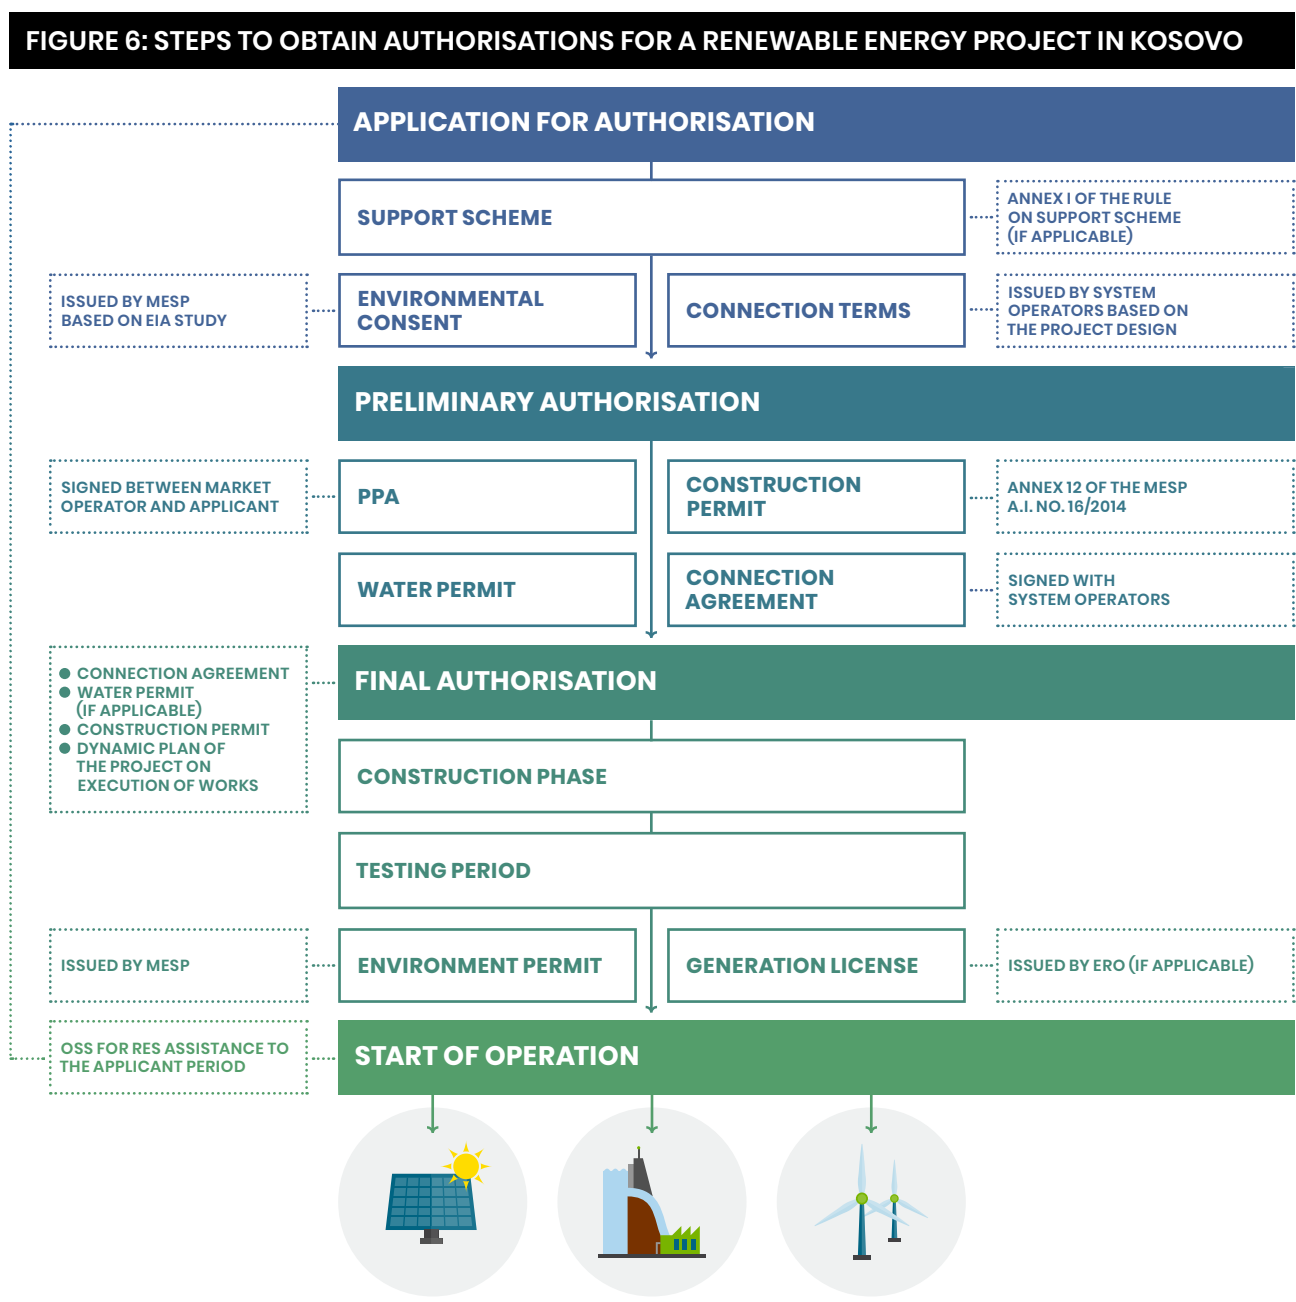 FIGURE 6: STEPS TO OBTAIN AUTHORISATIONS FOR A RENEWABLE ENERGY PROJECT IN KOSOVO
APPLICATION FOR AUTHORISATION
SUPPORT SCHEME
ANNEX I OF THE RULE
ON SUPPORT SCHEME
(IF APPLICABLE)
ISSUED BY MESP
BASED ON EIA STUDY
ENVIRONMENTAL
CONSENT
CONNECTION TERMS
ISSUED BY SYSTEM
OPERATORS BASED ON
THE PROJECT DESIGN
PRELIMINARY AUTHORISATION
SIGNED BETWEEN MARKET
OPERATOR AND APPLICANT
PPA
CONSTRUCTION
PERMIT
ANNEX 12 OF THE MESP
A.I. NO. 16/2014
WATER PERMIT
CONNECTION
AGREEMENT
SIGNED WITH
SYSTEM OPERATORS
● CONNECTION AGREEMENT
● WATER PERMIT
(IF APPLICABLE)
● CONSTRUCTION PERMIT
● DYNAMIC PLAN OF
THE PROJECT ON
EXECUTION OF WORKS
FINAL AUTHORISATION
CONSTRUCTION PHASE
TESTING PERIOD
ISSUED BY MESP
ENVIRONMENT PERMIT
GENERATION LICENSE
ISSUED BY ERO (IF APPLICABLE)
OSS FOR RES ASSISTANCE TO
THE APPLICANT PERIOD
START OF OPERATION